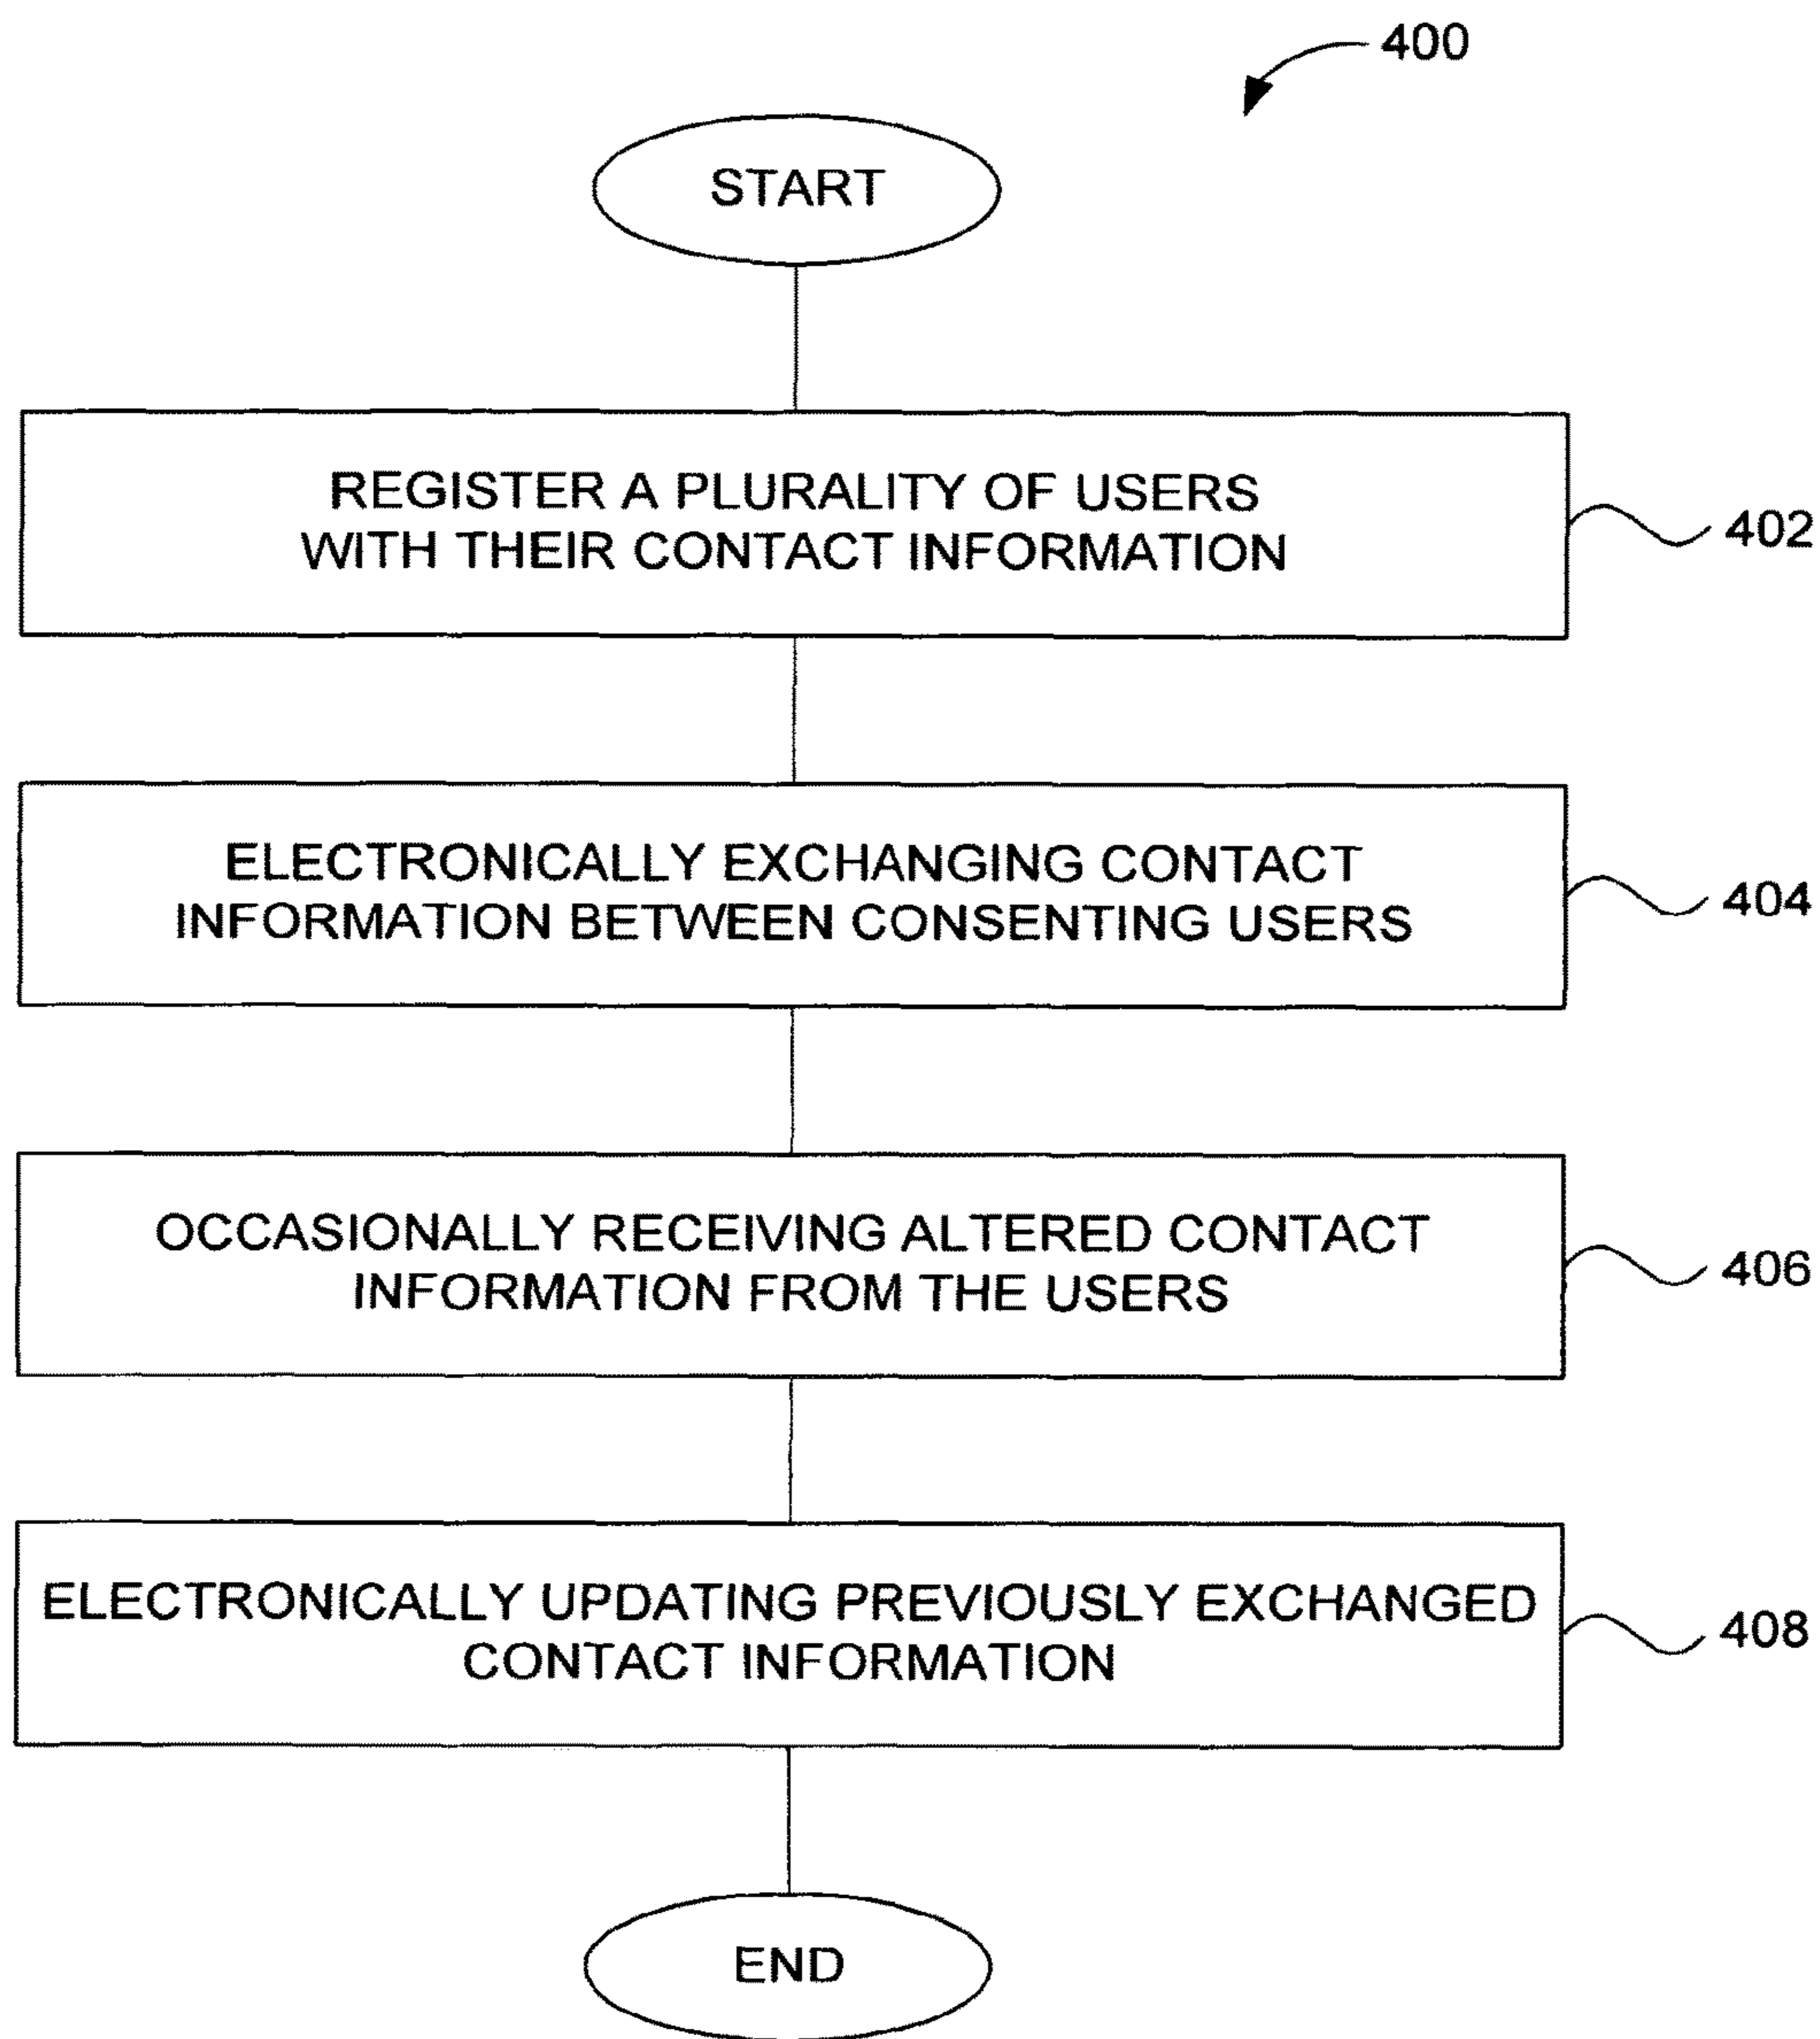 400
START
REGISTER A PLURALITY OF USERS
WITH THEIR CONTACT INFORMATION
402
ELECTRONICALLY EXCHANGING CONTACT
INFORMATION BETWEEN CONSENTING USERS
404
OCCASIONALLY RECEIVING ALTERED CONTACT
INFORMATION FROM THE USERS
406
ELECTRONICALLY UPDATING PREVIOUSLY EXCHANGED
CONTACT INFORMATION
408
END